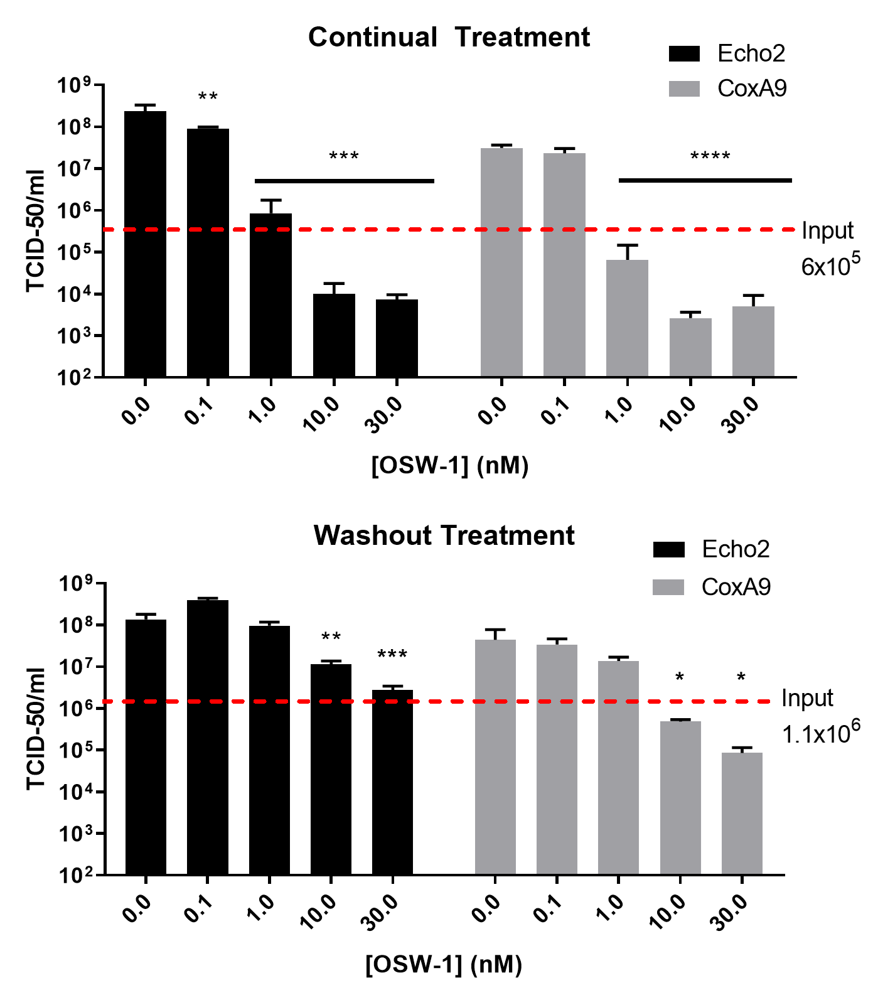 Continual Treatment
Echo2
CoxA9
10⁹
10⁸
10⁷
10⁶
10⁵
10⁴
10³
10²
TCID-50/ml
**
***
****
Input
6x10⁵
0.0 0.1 1.0 10.0 30.0 0.0 0.1 1.0 10.0 30.0
[OSW-1] (nM)
Washout Treatment
Echo2
CoxA9
10⁹
10⁸
10⁷
10⁶
10⁵
10⁴
10³
10²
TCID-50/ml
**
***
*
*
Input
1.1x10⁶
0.0 0.1 1.0 10.0 30.0 0.0 0.1 1.0 10.0 30.0
[OSW-1] (nM)